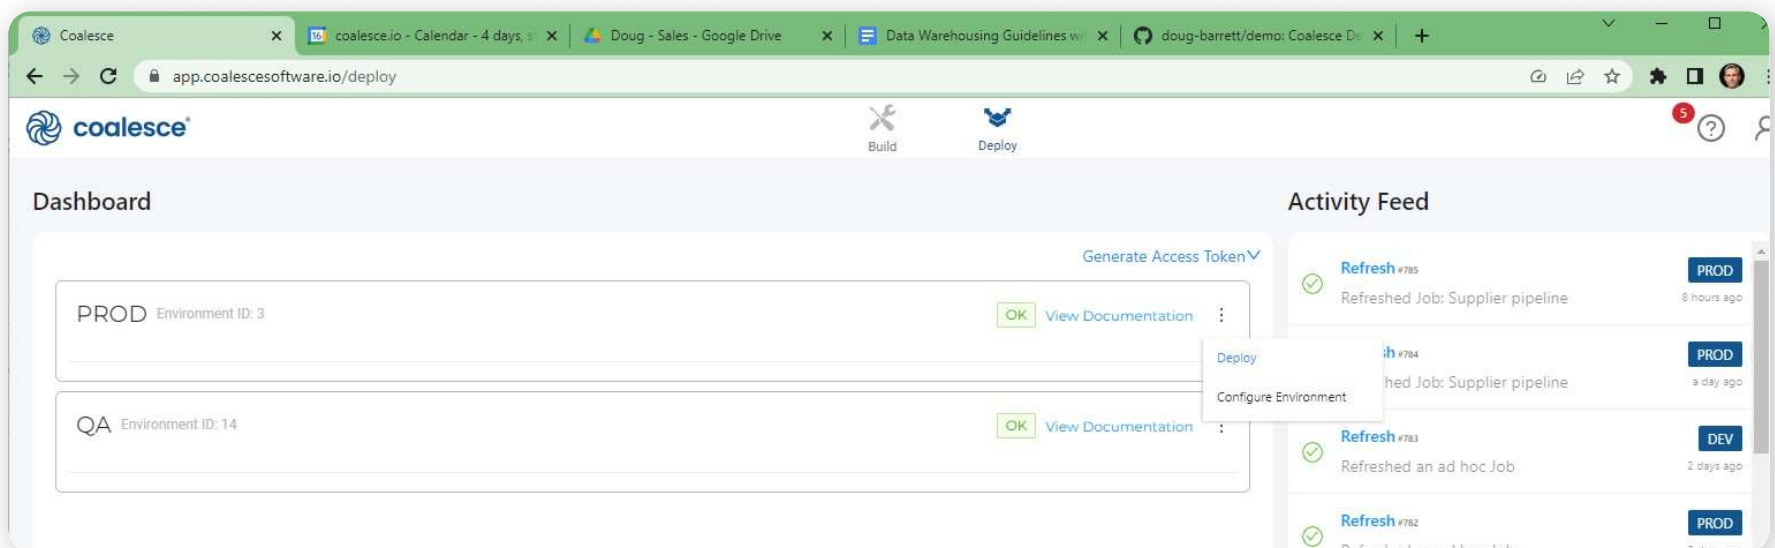 Coalesce
16
coalesce.io - Calendar - 4 days, s
Doug - Sales - Google Drive
Data Warehousing Guidelines wi
doug-barrett/demo: Coalesce De
app.coalescesoftware.io/deploy
coalesce
Build
Deploy
5
Dashboard
Activity Feed
Generate Access Token
PROD Environment ID: 3
OK View Documentation
Deploy
Configure Environment
QA Environment ID: 14
OK View Documentation
Refresh #785
PROD
Refreshed Job: Supplier pipeline
8 hours ago
sh #784
PROD
hed Job: Supplier pipeline
a day ago
Refresh #783
DEV
Refreshed an ad hoc Job
2 days ago
Refresh #782
PROD